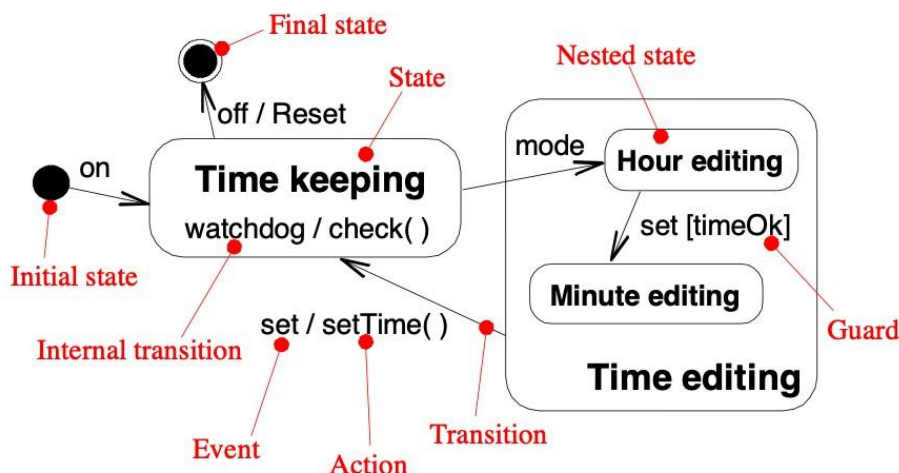 Final state
Nested state
State
off / Reset
on
mode
Hour editing
Time keeping
watchdog / check( )
set [timeOk]
Initial state
Minute editing
set / setTime( )
Guard
Internal transition
Time editing
Transition
Event
Action